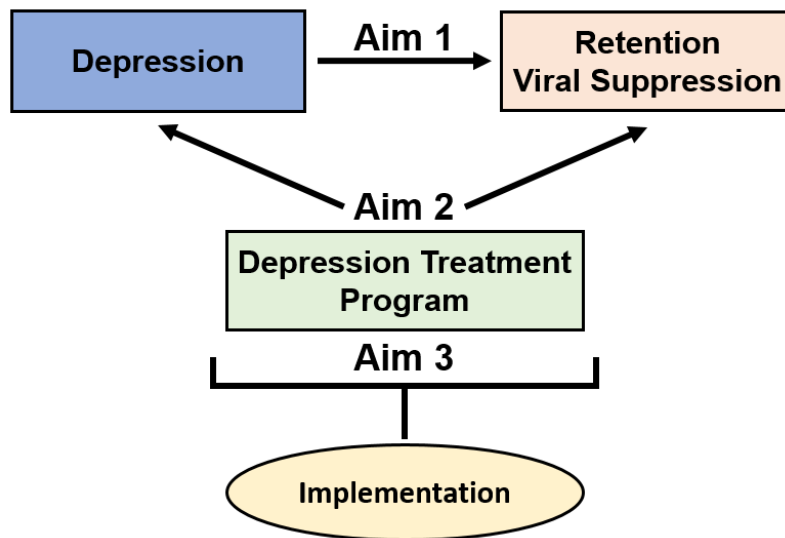 Depression
Aim 1
Retention
Viral Suppression
Aim 2
Depression Treatment
Program
Aim 3
Implementation